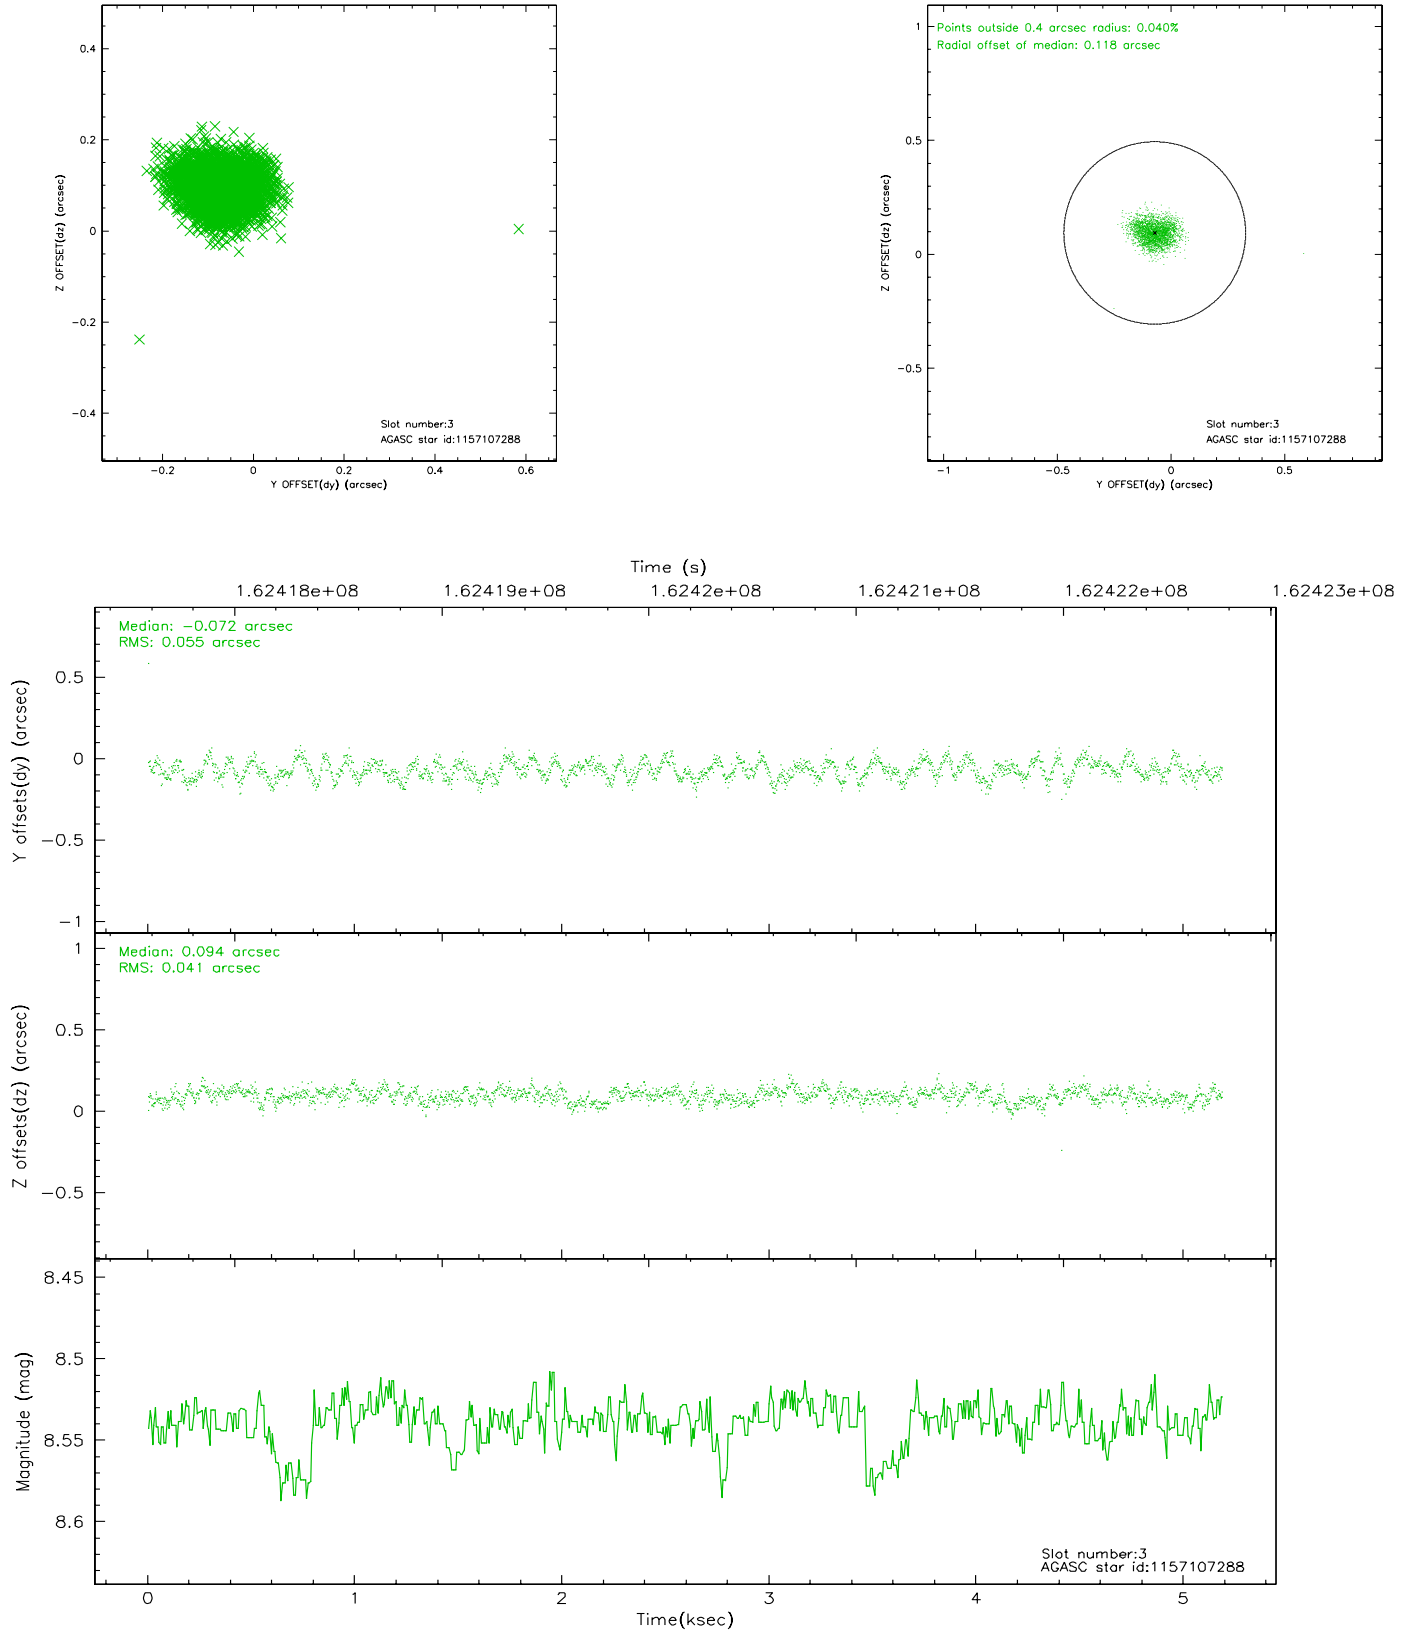 0.4
0.2
0
−0.2
−0.4
Z OFFSET(dz) (arcsec)
Slot number:3
AGASC star id:1157107288
−0.2 0 0.2 0.4 0.6
Y OFFSET(dy) (arcsec)
Points outside 0.4 arcsec radius: 0.040%
Radial offset of median: 0.118 arcsec
1
0.5
0
−0.5
Z OFFSET(dz) (arcsec)
Slot number:3
AGASC star id:1157107288
−1 −0.5 0 0.5
Y OFFSET(dy) (arcsec)
Time (s)
1.62418e+08 1.62419e+08 1.6242e+08 1.62421e+08 1.62422e+08 1.62423e+08
Median: −0.072 arcsec
RMS: 0.055 arcsec
0.5
0
−0.5
−1
Y offsets(dy) (arcsec)
Median: 0.094 arcsec
RMS: 0.041 arcsec
1
0.5
0
−0.5
Z offsets(dz) (arcsec)
8.45
8.5
8.55
8.6
Magnitude (mag)
Slot number:3
AGASC star id:1157107288
0 1 2 3 4 5
Time(ksec)